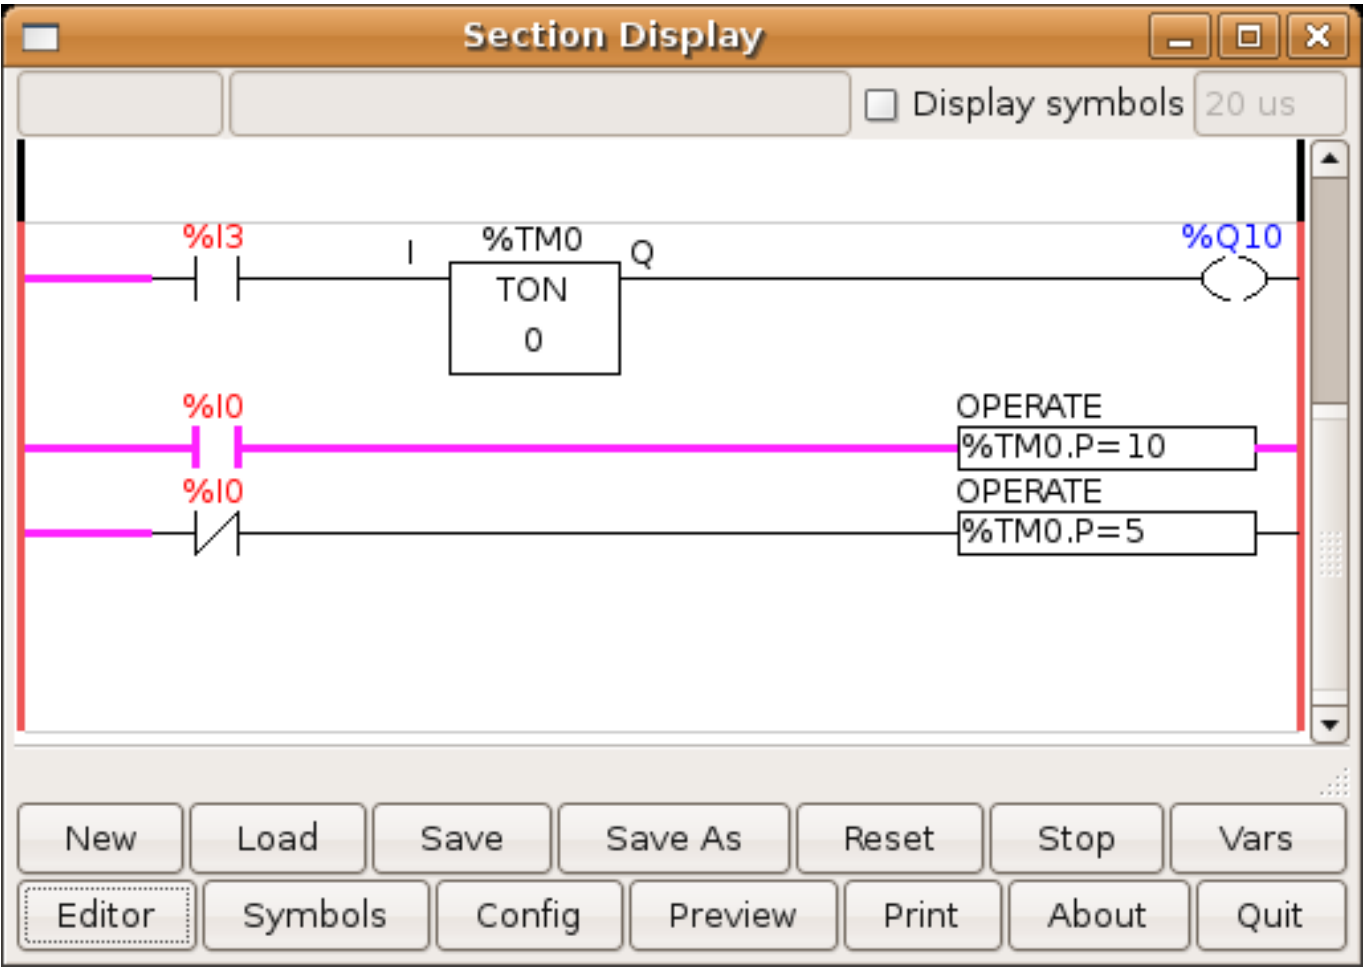 Section Display
Display symbols 20 us
%I3 I %TM0 Q %Q10
TON
0
%I0 OPERATE
%TM0.P=10
%I0 OPERATE
%TM0.P=5
New Load Save Save As Reset Stop Vars
Editor Symbols Config Preview Print About Quit